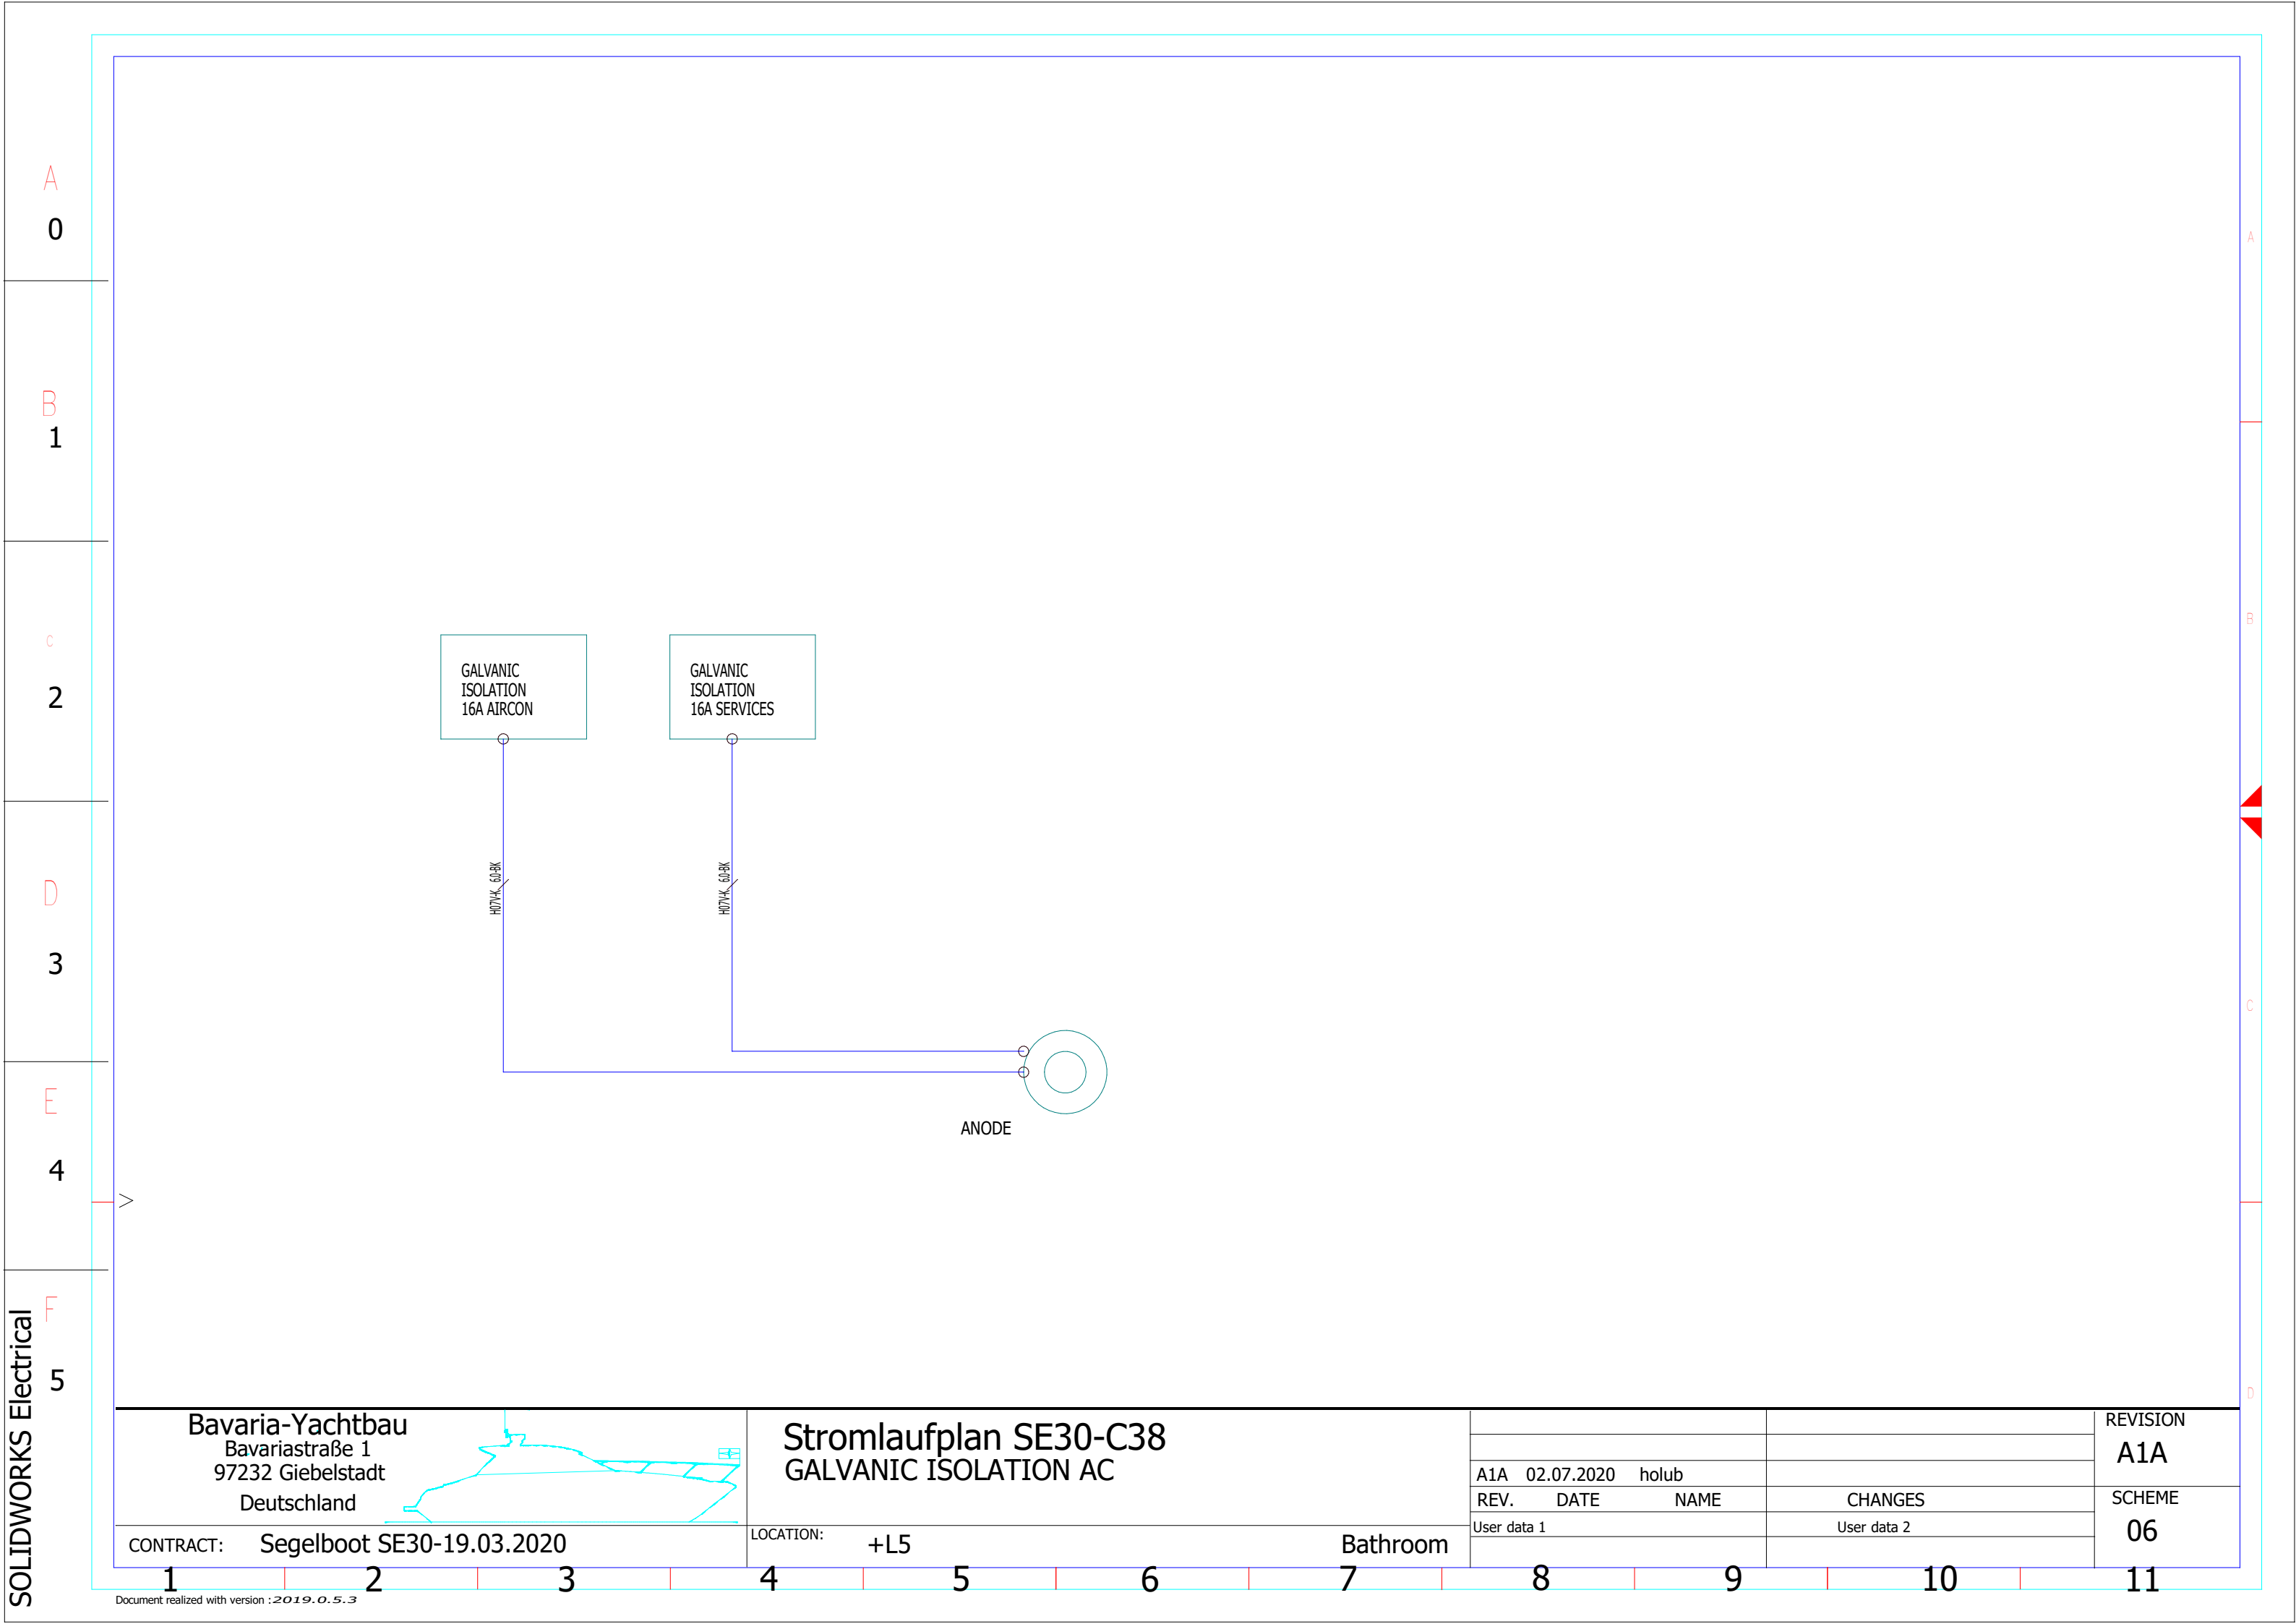 A
0
B
1
C
2
D
3
E
4
F
5
A
B
C
D
GALVANIC
ISOLATION
16A AIRCON
GALVANIC
ISOLATION
16A SERVICES
H07V-K 6.0-BK
H07V-K 6.0-BK
ANODE
>
SOLIDWORKS Electrical
Bavaria-Yachtbau
Bavariastraße 1
97232 Giebelstadt
Deutschland
CONTRACT: Segelboot SE30-19.03.2020
Stromlaufplan SE30-C38
GALVANIC ISOLATION AC
LOCATION: +L5 Bathroom
A1A 02.07.2020 holub
REV. DATE NAME CHANGES
User data 1 User data 2
REVISION
A1A
SCHEME
06
1 2 3 4 5 6 7 8 9 10 11
Document realized with version : 2019.0.5.3